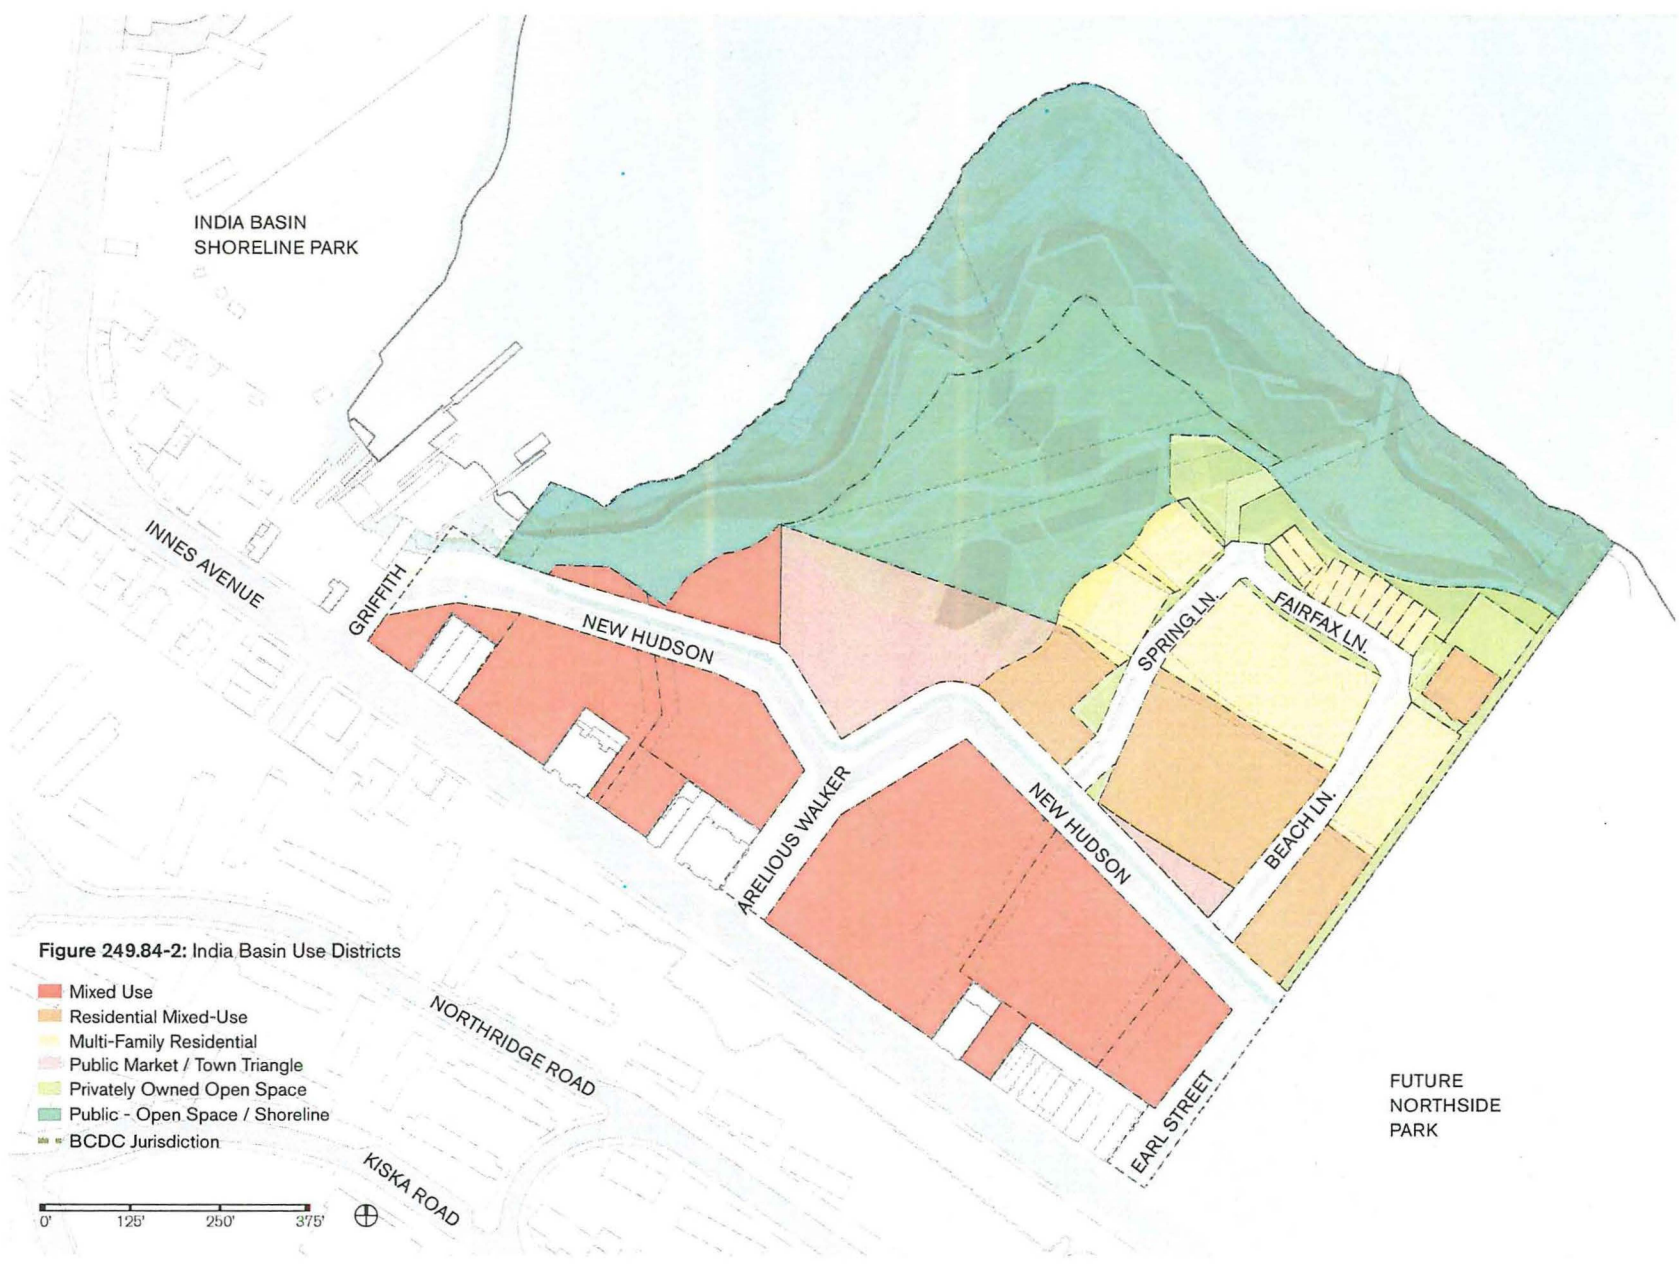 INDIA BASIN
SHORELINE PARK
INNES AVENUE
GRIFFITH
NEW HUDSON
SPRING LN.
FAIRFAX LN.
ARELIOUS WALKER
NEW HUDSON
BEACH LN.
Figure 249.84-2: India Basin Use Districts
Mixed Use
Residential Mixed-Use
Multi-Family Residential
Public Market / Town Triangle
Privately Owned Open Space
Public - Open Space / Shoreline
BCDC Jurisdiction
NORTHRIDGE ROAD
KISKA ROAD
EARL STREET
FUTURE
NORTHSIDE
PARK
0' 125' 250' 375'